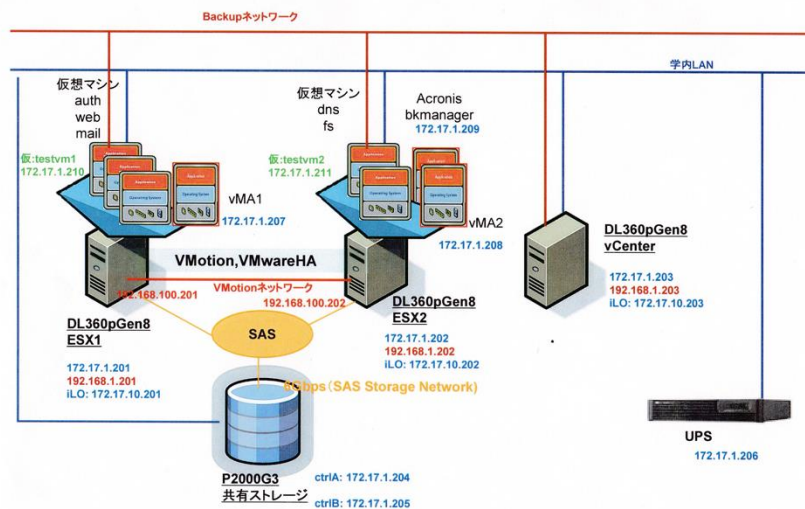 Backupネットワーク
学内LAN
仮想マシン
auth
web
mail
仮:testvm1
172.17.1.210
vMA1
172.17.1.207
仮想マシン
dns
fs
仮:testvm2
172.17.1.211
Acronis
bkmanager
172.17.1.209
vMA2
172.17.1.208
VMotion,VMwareHA
VMotionネットワーク
192.168.100.201
192.168.100.202
DL360pGen8
ESX1
172.17.1.201
192.168.1.201
iLO: 172.17.10.201
DL360pGen8
ESX2
172.17.1.202
192.168.1.202
iLO: 172.17.10.202
DL360pGen8
vCenter
172.17.1.203
192.168.1.203
iLO: 172.17.10.203
SAS
6Gbps(SAS Storage Network)
P2000G3
共有ストレージ
ctrlA: 172.17.1.204
ctrlB: 172.17.1.205
UPS
172.17.1.206